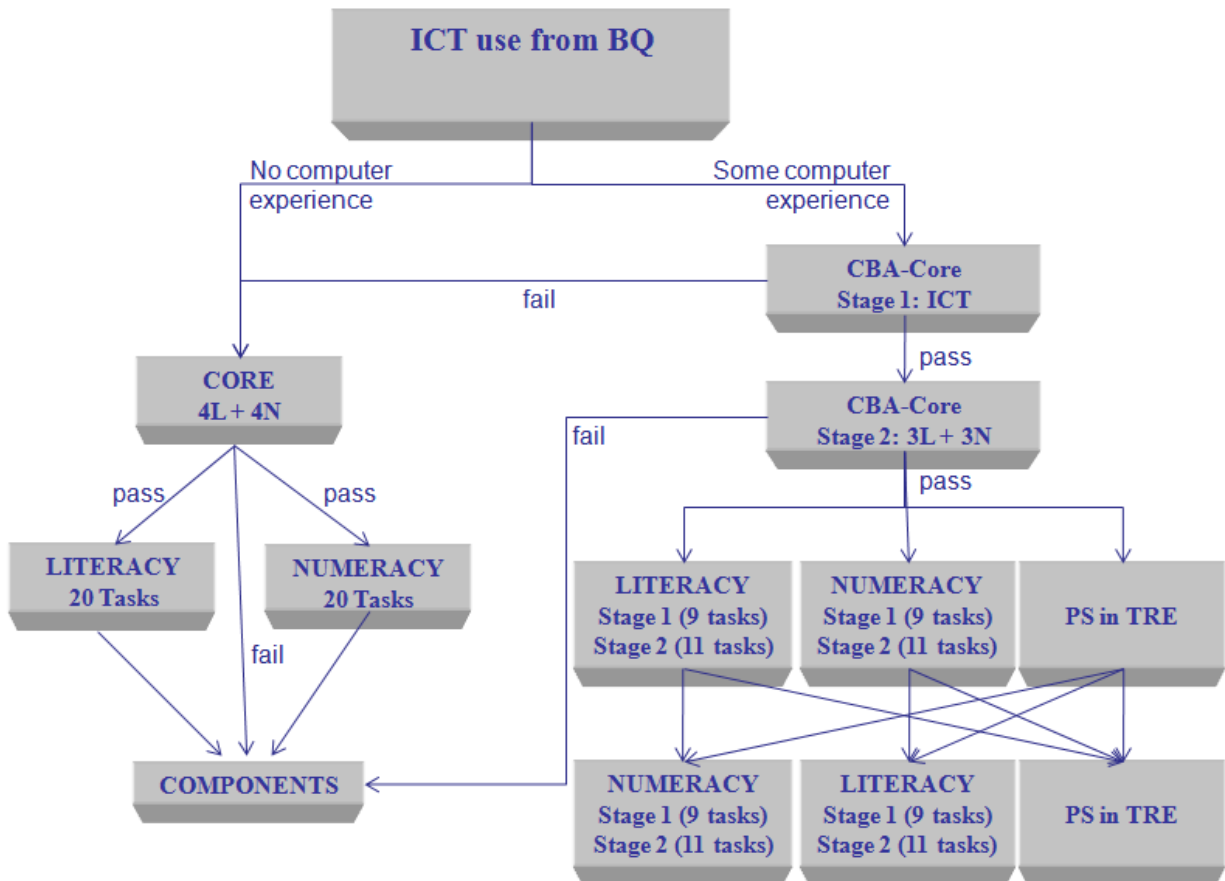 ICT use from BQ
No computer
experience
Some computer
experience
CBA-Core
Stage 1: ICT
fail
pass
CORE
4L + 4N
CBA-Core
Stage 2: 3L + 3N
fail
pass
pass
pass
LITERACY
20 Tasks
NUMERACY
20 Tasks
fail
LITERACY
Stage 1 (9 tasks)
Stage 2 (11 tasks)
NUMERACY
Stage 1 (9 tasks)
Stage 2 (11 tasks)
PS in TRE
COMPONENTS
NUMERACY
Stage 1 (9 tasks)
Stage 2 (11 tasks)
LITERACY
Stage 1 (9 tasks)
Stage 2 (11 tasks)
PS in TRE